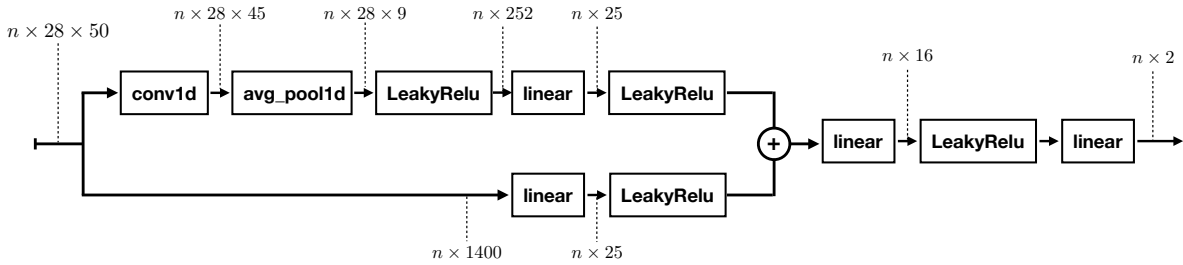 n × 28 × 45
n × 28 × 9
n × 252
n × 25
n × 28 × 50
n × 16
n × 2
conv1d
avg_pool1d
LeakyRelu
linear
LeakyRelu
+
linear
LeakyRelu
linear
linear
LeakyRelu
n × 1400
n × 25